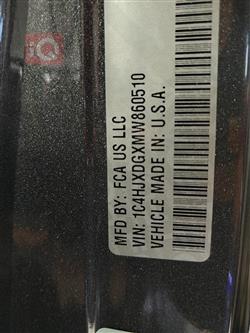 MFD BY: FCA US LLC
VIN: 1C4HJXDGXMW860510
VEHICLE MADE IN: U.S.A.